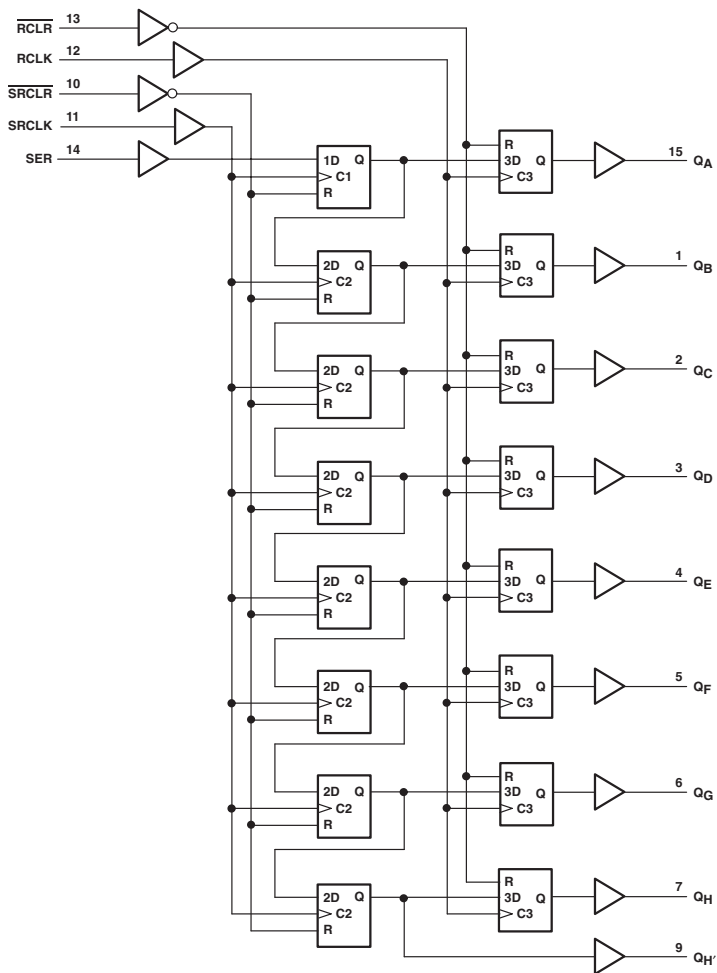 RCLR 13
RCLK 12
SRCLR 10
SRCLK 11
SER 14
1D Q
C1
R
R
3D Q
C3
15 QA
2D Q
C2
R
R
3D Q
C3
1 QB
2D Q
C2
R
R
3D Q
C3
2 QC
2D Q
C2
R
R
3D Q
C3
3 QD
2D Q
C2
R
R
3D Q
C3
4 QE
2D Q
C2
R
R
3D Q
C3
5 QF
2D Q
C2
R
R
3D Q
C3
6 QG
2D Q
C2
R
R
3D Q
C3
7 QH
9 QH′